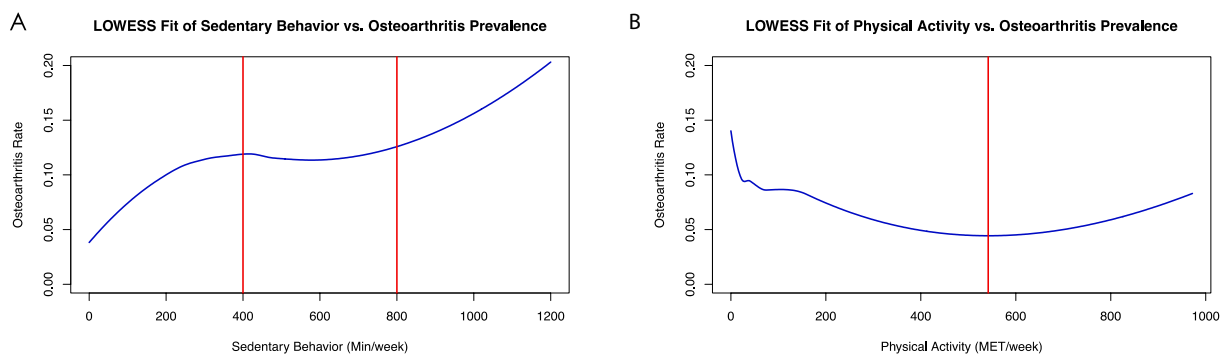 A
LOWESS Fit of Sedentary Behavior vs. Osteoarthritis Prevalence
Osteoarthritis Rate
0.20
0.15
0.10
0.05
0.00
0 200 400 600 800 1000 1200
Sedentary Behavior (Min/week)
B
LOWESS Fit of Physical Activity vs. Osteoarthritis Prevalence
Osteoarthritis Rate
0.20
0.15
0.10
0.05
0.00
0 200 400 600 800 1000
Physical Activity (MET/week)